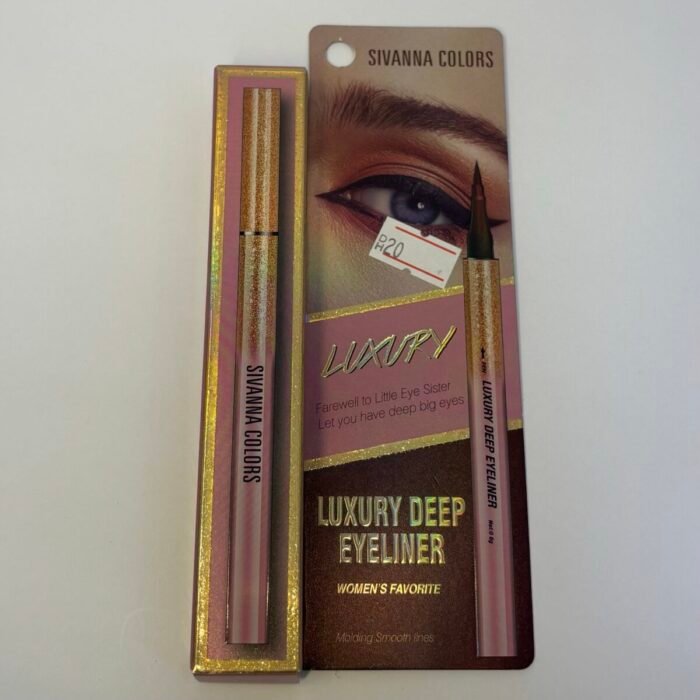 SIVANNA COLORS
DH20
LUXURY
Farewell to Little Eye Sister
Let you have deep big eyes
LUXURY DEEP
EYELINER
WOMEN'S FAVORITE
Molding Smooth lines
LUXURY DEEP EYELINER
SIVANNA COLORS